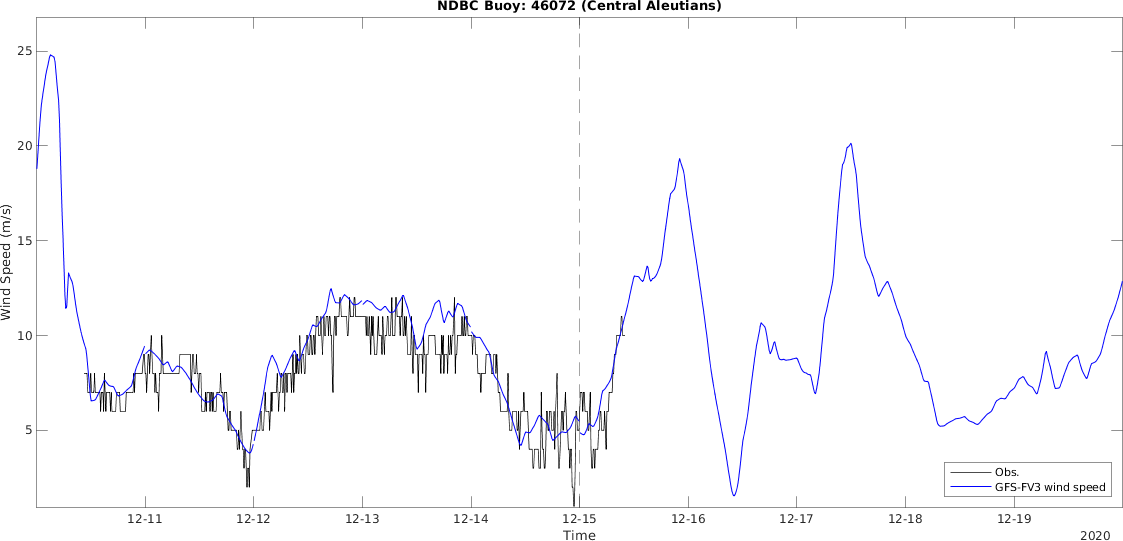 NDBC Buoy: 46072 (Central Aleutians)
25
20
15
10
5
Wind Speed (m/s)
12-11 12-12 12-13 12-14 12-15 12-16 12-17 12-18 12-19
Time
2020
Obs.
GFS-FV3 wind speed